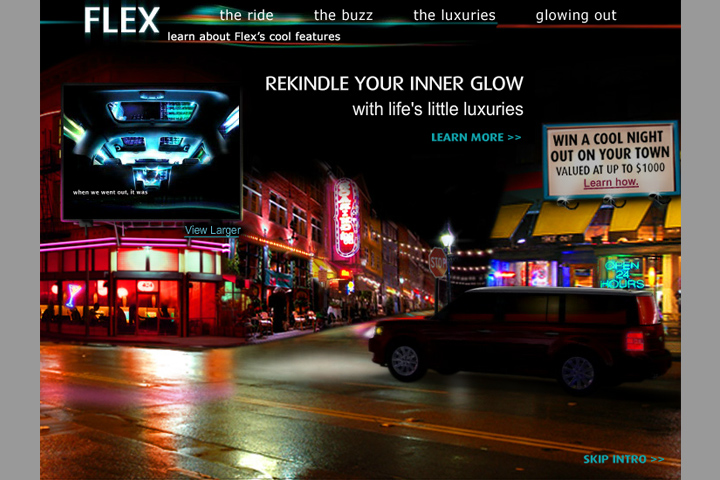 FLEX
the ride
the buzz
the luxuries
glowing out
learn about Flex's cool features
REKINDLE YOUR INNER GLOW
with life's little luxuries
LEARN MORE >>
WIN A COOL NIGHT
OUT ON YOUR TOWN
VALUED AT UP TO $1000
Learn how.
when we went out, it was
View Larger
STOP
OPEN
24
HOURS
SKIP INTRO >>